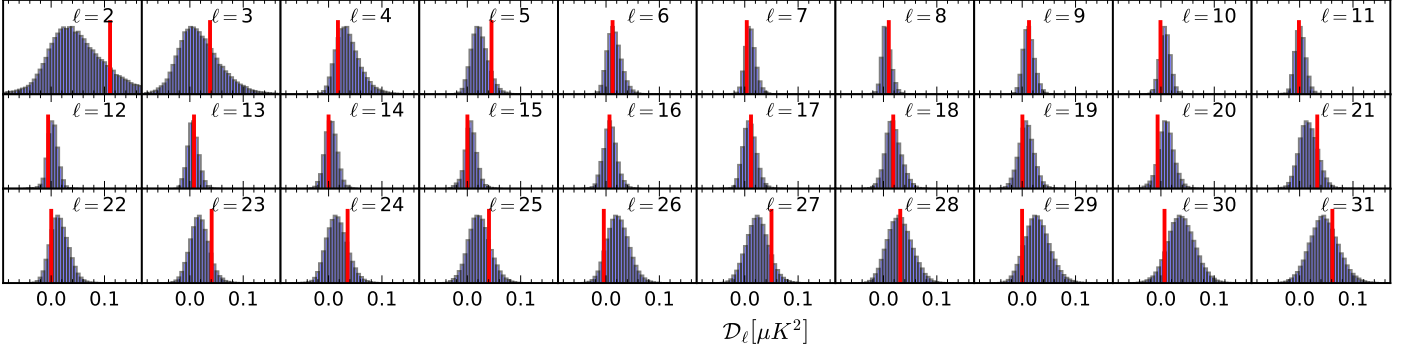 ℓ=2 ℓ=3 ℓ=4 ℓ=5 ℓ=6 ℓ=7 ℓ=8 ℓ=9 ℓ=10 ℓ=11
ℓ=12 ℓ=13 ℓ=14 ℓ=15 ℓ=16 ℓ=17 ℓ=18 ℓ=19 ℓ=20 ℓ=21
ℓ=22 ℓ=23 ℓ=24 ℓ=25 ℓ=26 ℓ=27 ℓ=28 ℓ=29 ℓ=30 ℓ=31
0.0 0.1 0.0 0.1 0.0 0.1 0.0 0.1 0.0 0.1 0.0 0.1 0.0 0.1 0.0 0.1 0.0 0.1 0.0 0.1
𝒟ℓ[μK²]